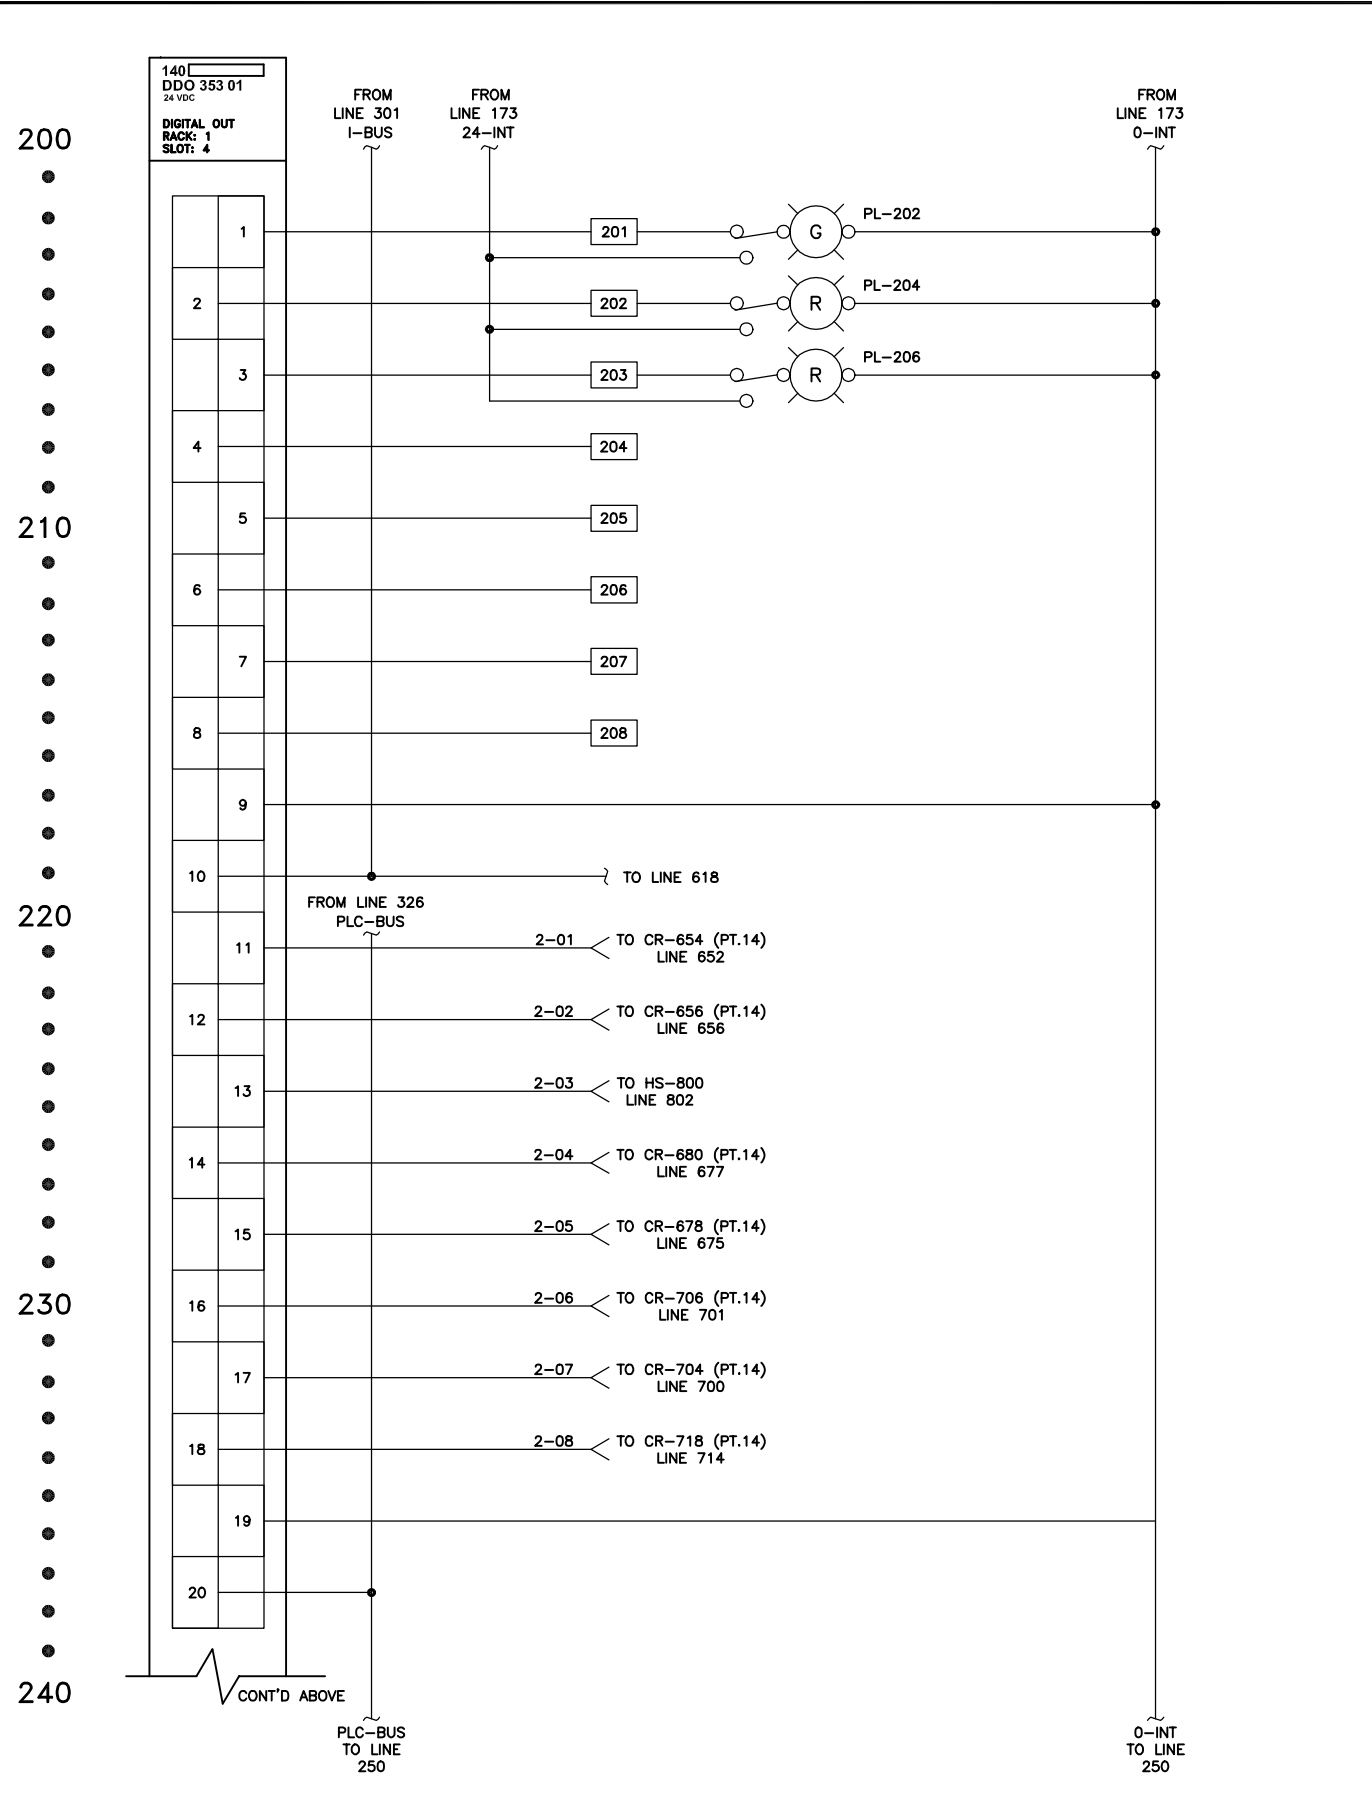 140
DDO 353 01
24 VDC
DIGITAL OUT
RACK: 1
SLOT: 4
FROM
LINE 301
I-BUS
FROM
LINE 173
24-INT
FROM
LINE 173
0-INT
200
1
201
G
PL-202
2
202
R
PL-204
3
203
R
PL-206
4
204
210
5
205
6
206
7
207
8
208
9
10
TO LINE 618
FROM LINE 326
PLC-BUS
220
11
2-01
TO CR-654 (PT.14)
LINE 652
12
2-02
TO CR-656 (PT.14)
LINE 656
13
2-03
TO HS-800
LINE 802
14
2-04
TO CR-680 (PT.14)
LINE 677
15
2-05
TO CR-678 (PT.14)
LINE 675
230
16
2-06
TO CR-706 (PT.14)
LINE 701
17
2-07
TO CR-704 (PT.14)
LINE 700
18
2-08
TO CR-718 (PT.14)
LINE 714
19
20
240
CONT'D ABOVE
PLC-BUS
TO LINE
250
0-INT
TO LINE
250